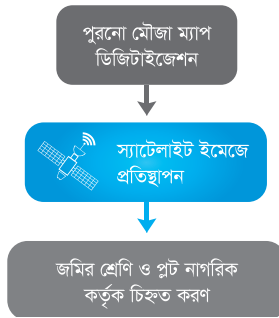 পুরনো মৌজা ম্যাপ
ডিজিটাইজেশন
স্যাটেলাইট ইমেজে
প্রতিস্থাপন
জমির শ্রেণি ও প্লট নাগরিক
কর্তৃক চিহ্নত করণ